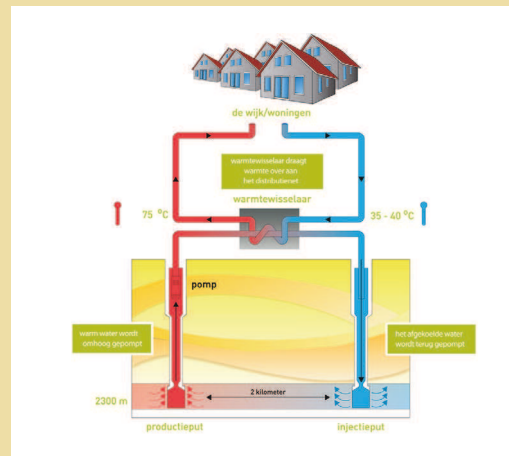 de wijk/woningen
warmtewisselaar draagt
warmte over aan
het distributienet
warmtewisselaar
75 °C
35 - 40 °C
pomp
warm water wordt
omhoog gepompt
het afgekoelde water
wordt terug gepompt
2 kilometer
2300 m
productieput
injectieput